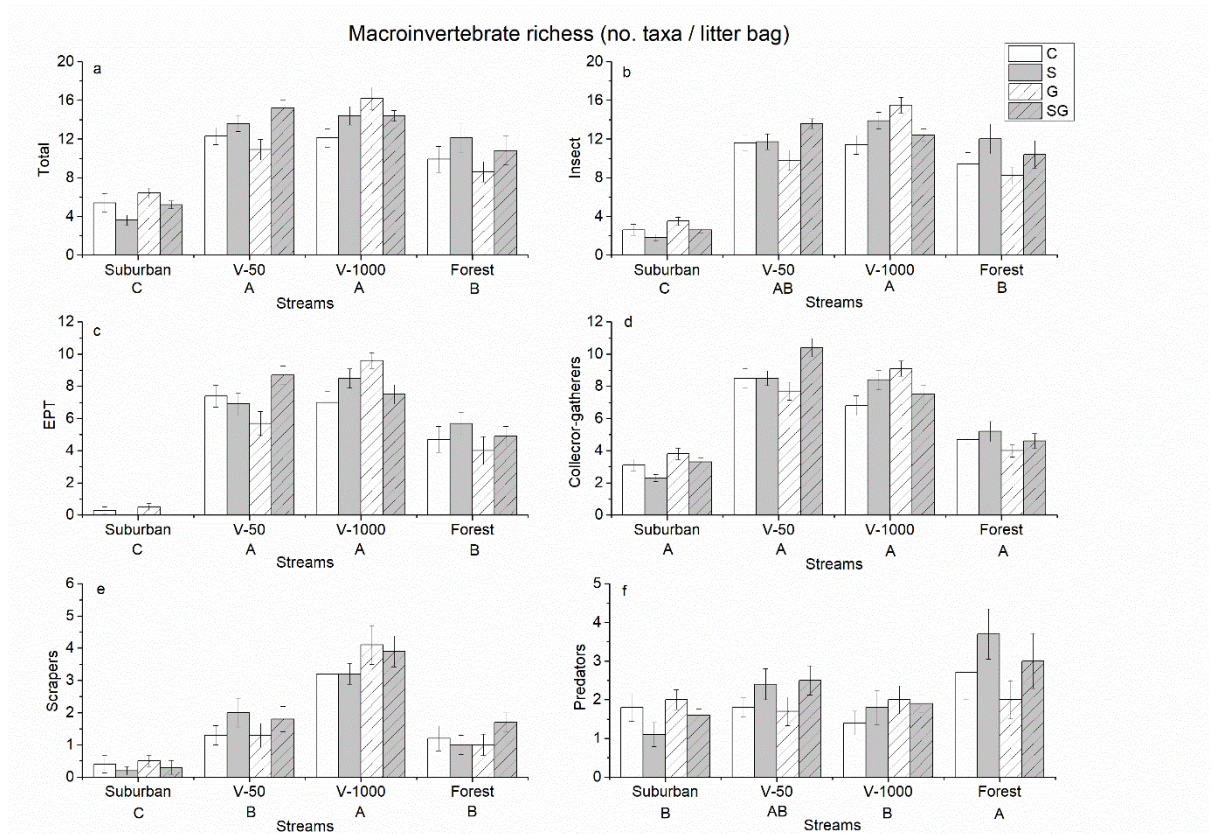 Macroinvertebrate richess (no. taxa / litter bag)
C
S
G
SG
a
20
16
12
8
4
0
Total
Suburban V-50 V-1000 Forest
C A A B
Streams
b
20
16
12
8
4
0
Insect
Suburban V-50 V-1000 Forest
C AB A B
Streams
c
12
10
8
6
4
2
0
EPT
Suburban V-50 V-1000 Forest
C A A B
Streams
d
12
10
8
6
4
2
0
Collecror-gatherers
Suburban V-50 V-1000 Forest
A A A A
Streams
e
6
5
4
3
2
1
0
Scrapers
Suburban V-50 V-1000 Forest
C B A B
Streams
f
5
4
3
2
1
0
Predators
Suburban V-50 V-1000 Forest
B AB B A
Streams